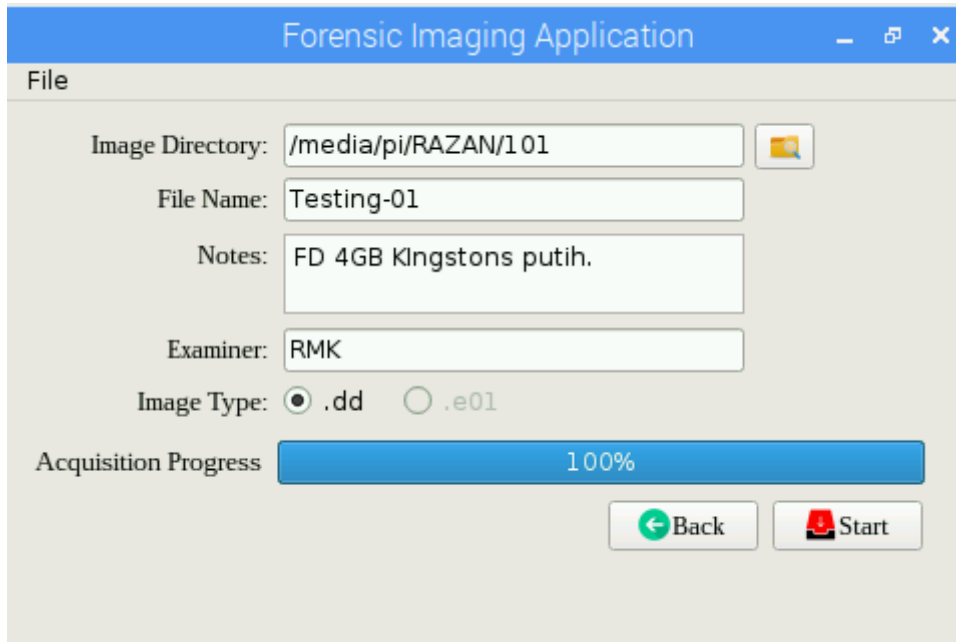 Forensic Imaging Application
File
Image Directory: /media/pi/RAZAN/101
File Name: Testing-01
Notes: FD 4GB KIngstons putih.
Examiner: RMK
Image Type: .dd .e01
Acquisition Progress 100%
Back Start